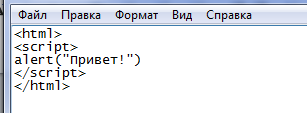 Файл Правка Формат Вид Справка
<html>
<script>
alert("Привет!")
</script>
</html>